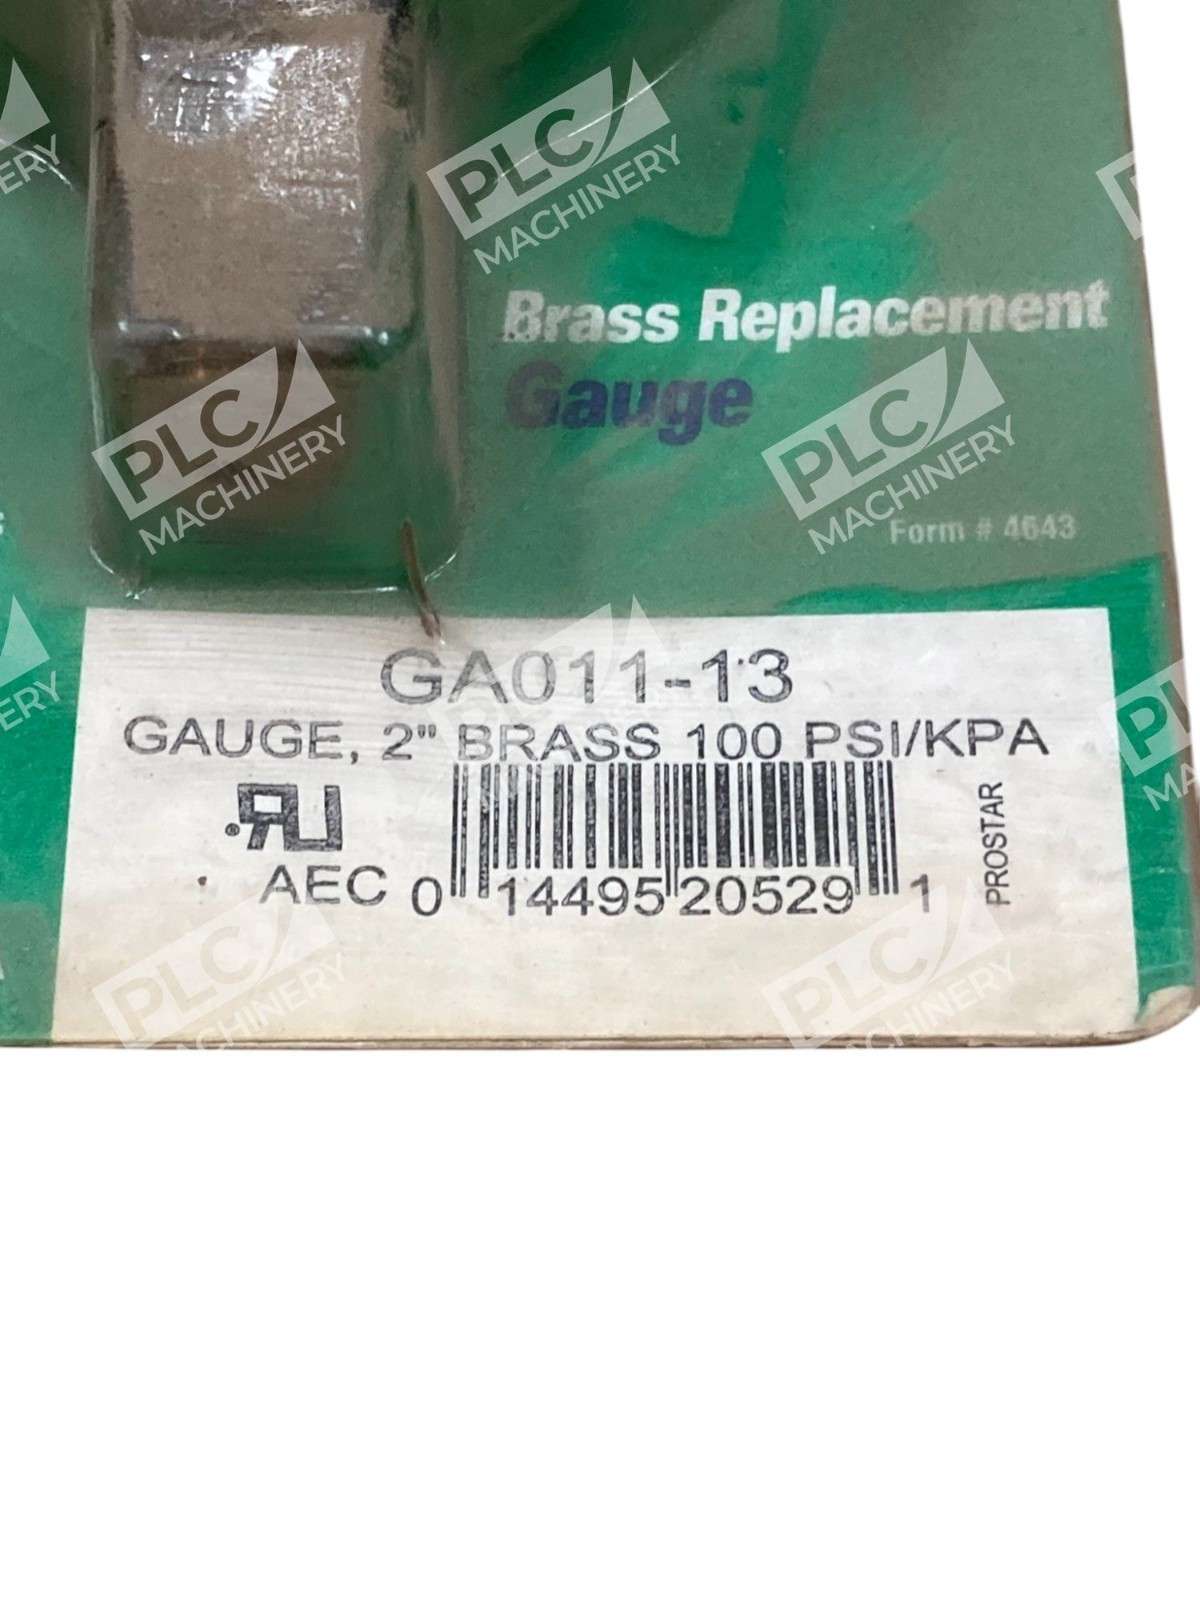 Brass Replacement
Gauge
Form # 4643
GA011-13
GAUGE, 2" BRASS 100 PSI/KPA
AEC
0 14495 20529 1
PROSTAR
PLC MACHINERY